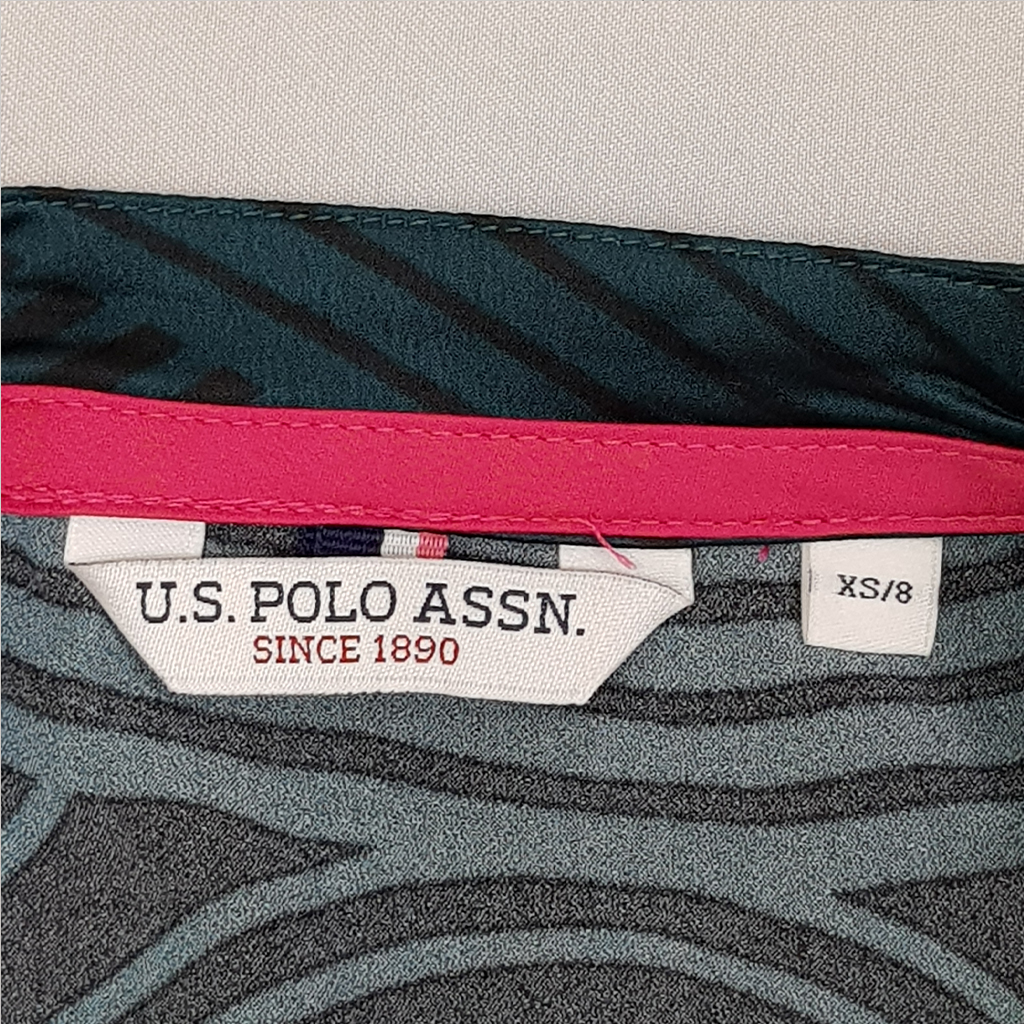 U.S. POLO ASSN.
SINCE 1890
XS/8